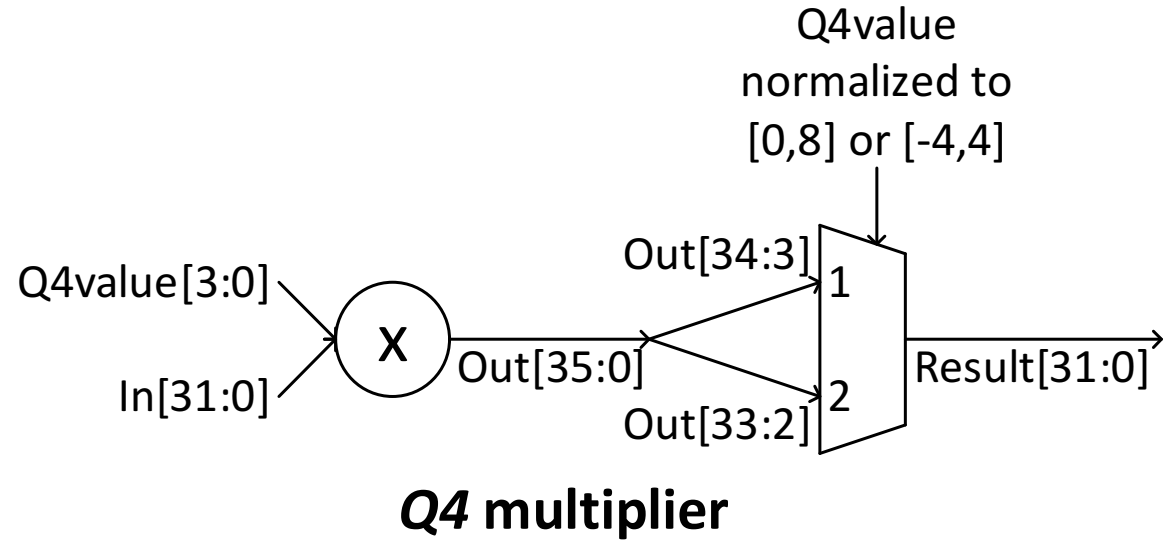 Q4value
normalized to
[0,8] or [-4,4]
Out[34:3]
Q4value[3:0]
1
X
Out[35:0]
Result[31:0]
In[31:0]
2
Out[33:2]
Q4 multiplier